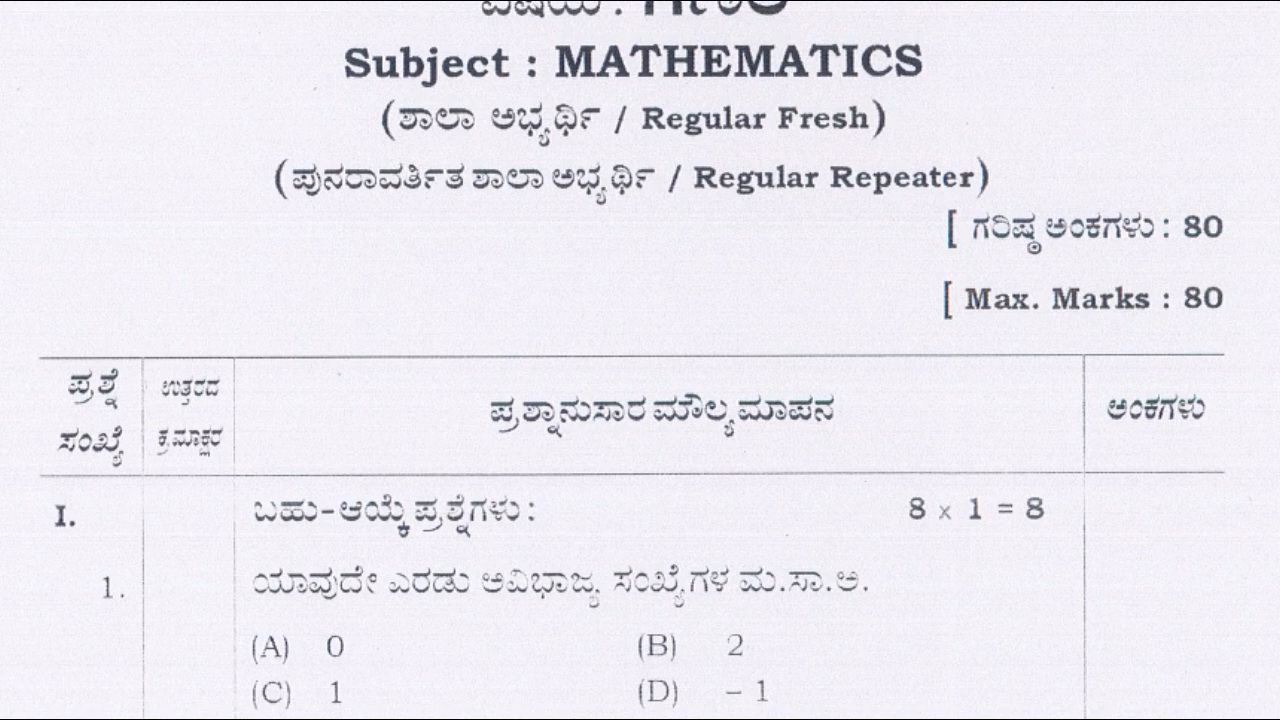 ವಿಷಯ : ಗಣಿತ
Subject : MATHEMATICS
(ಶಾಲಾ ಅಭ್ಯರ್ಥಿ / Regular Fresh)
(ಪುನರಾವರ್ತಿತ ಶಾಲಾ ಅಭ್ಯರ್ಥಿ / Regular Repeater)
[ ಗರಿಷ್ಠ ಅಂಕಗಳು : 80
[ Max. Marks : 80
ಪ್ರಶ್ನೆ ಸಂಖ್ಯೆ
ಉತ್ತರದ ಕ್ರಮಾಕ್ಷರ
ಪ್ರಶ್ನಾನುಸಾರ ಮೌಲ್ಯಮಾಪನ
ಅಂಕಗಳು
I. ಬಹು-ಆಯ್ಕೆ ಪ್ರಶ್ನೆಗಳು : 8 × 1 = 8
1. ಯಾವುದೇ ಎರಡು ಅವಿಭಾಜ್ಯ ಸಂಖ್ಯೆಗಳ ಮ.ಸಾ.ಅ.
(A) 0 (B) 2
(C) 1 (D) – 1